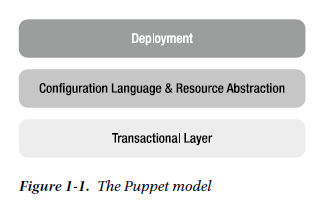 Deployment
Configuration Language & Resource Abstraction
Transactional Layer
Figure 1-1. The Puppet model